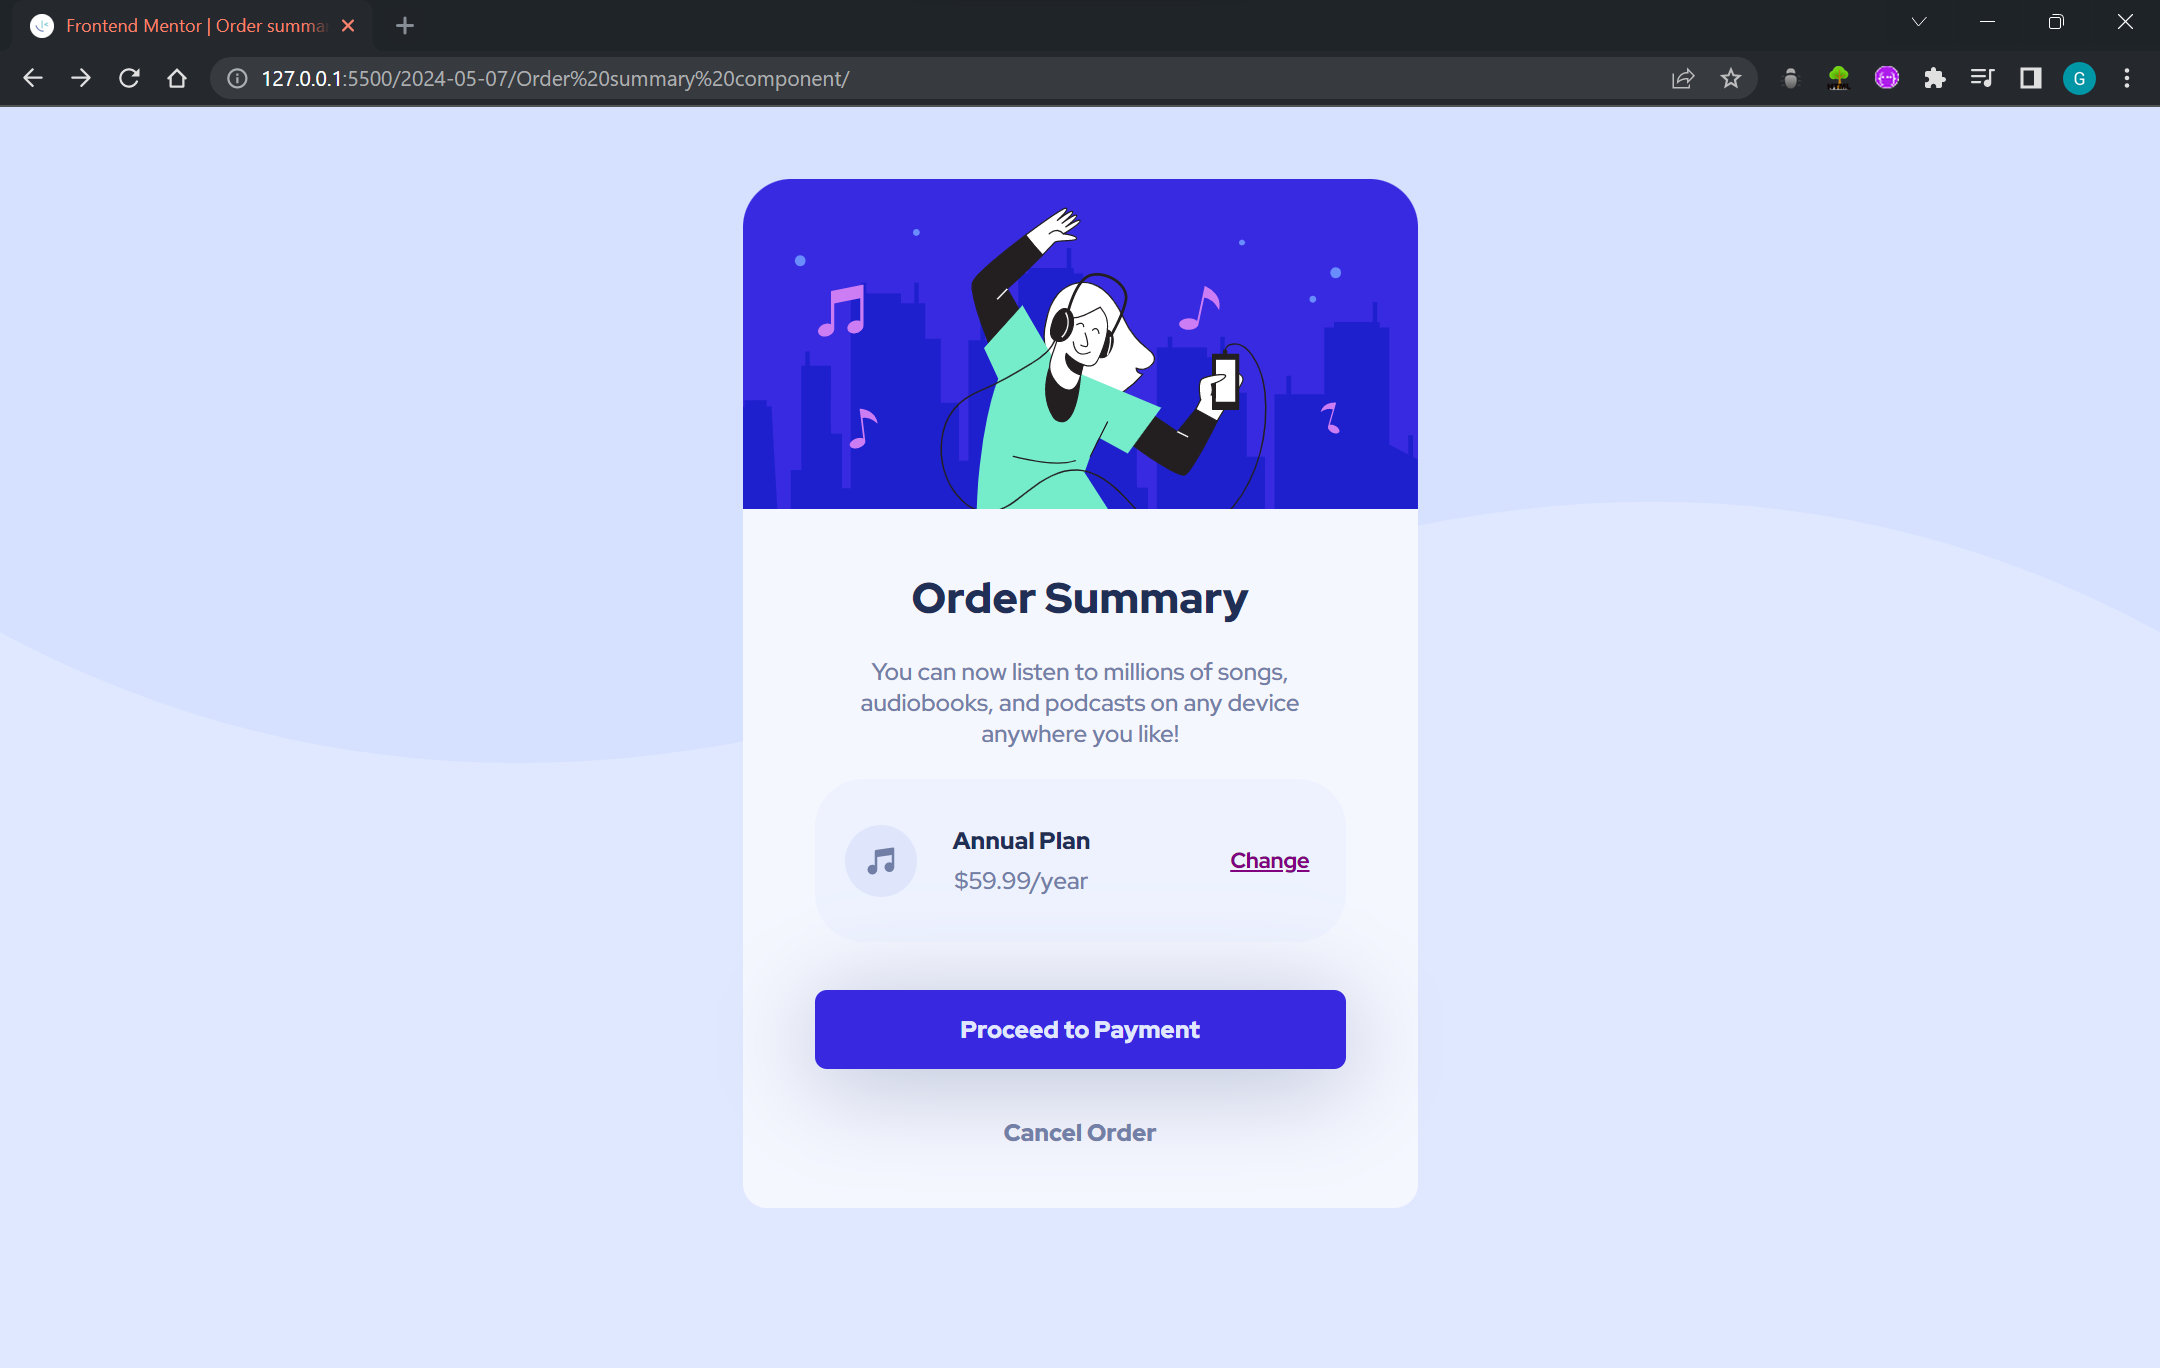 Frontend Mentor | Order summa
127.0.0.1:5500/2024-05-07/Order%20summary%20component/
G
Order Summary
You can now listen to millions of songs,
audiobooks, and podcasts on any device
anywhere you like!
Annual Plan
$59.99/year
Change
Proceed to Payment
Cancel Order